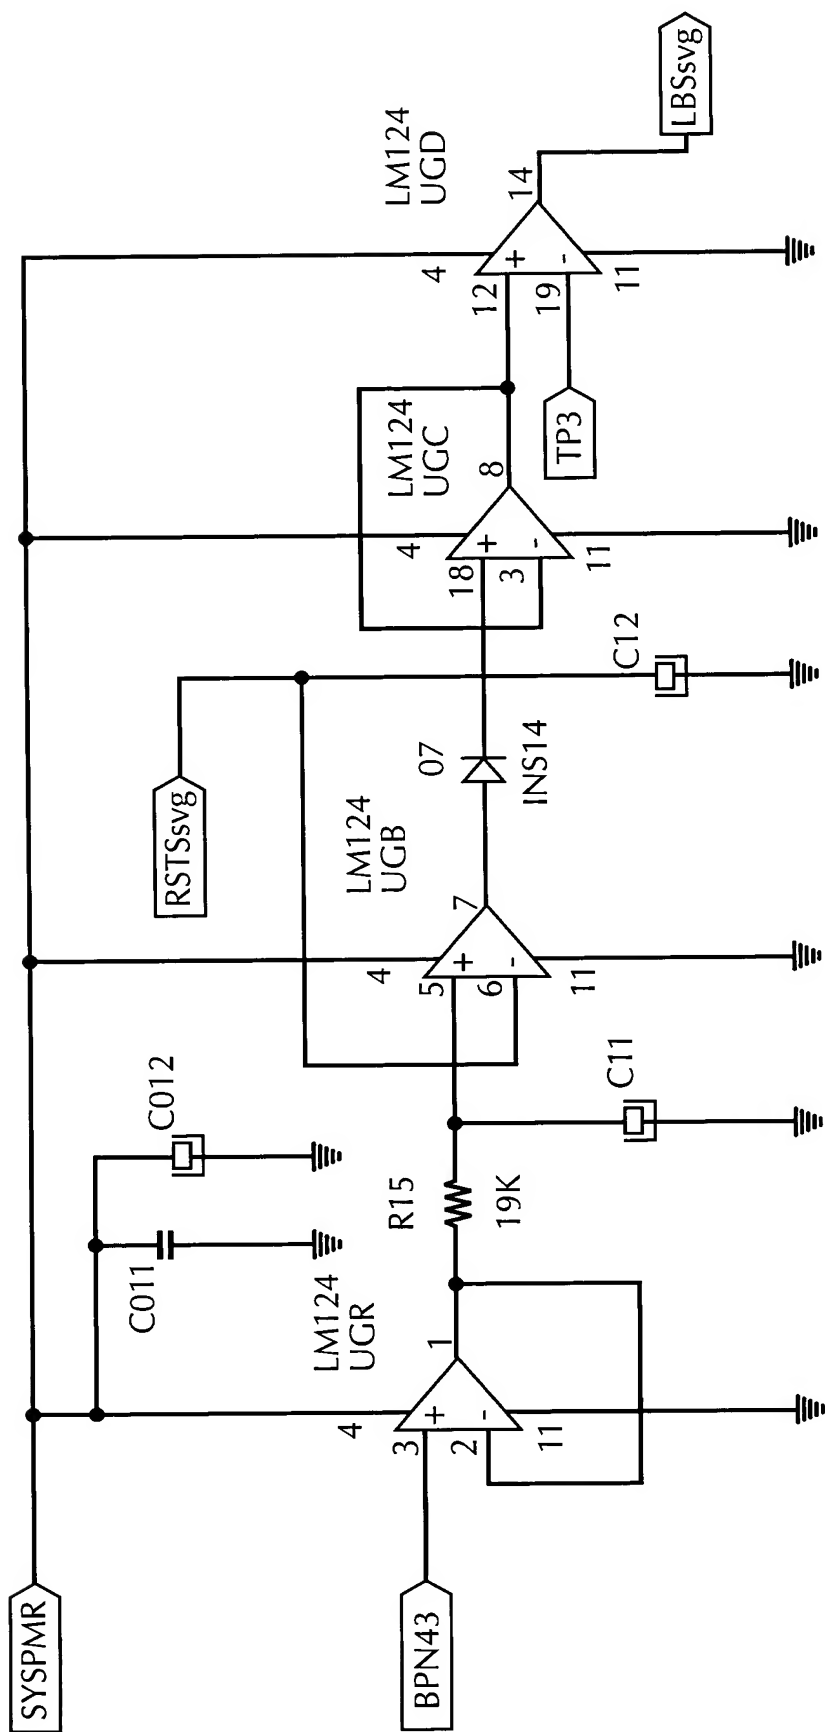 SYSPMR
BPN43
4
3
2
11
1
LM124
UGR
C011
C012
R15
19K
C11
RSTSsvg
4
5
6
11
7
LM124
UGB
07
INS14
C12
4
18
3
11
8
LM124
UGC
TP3
4
12
19
11
14
LM124
UGD
LBSsvg